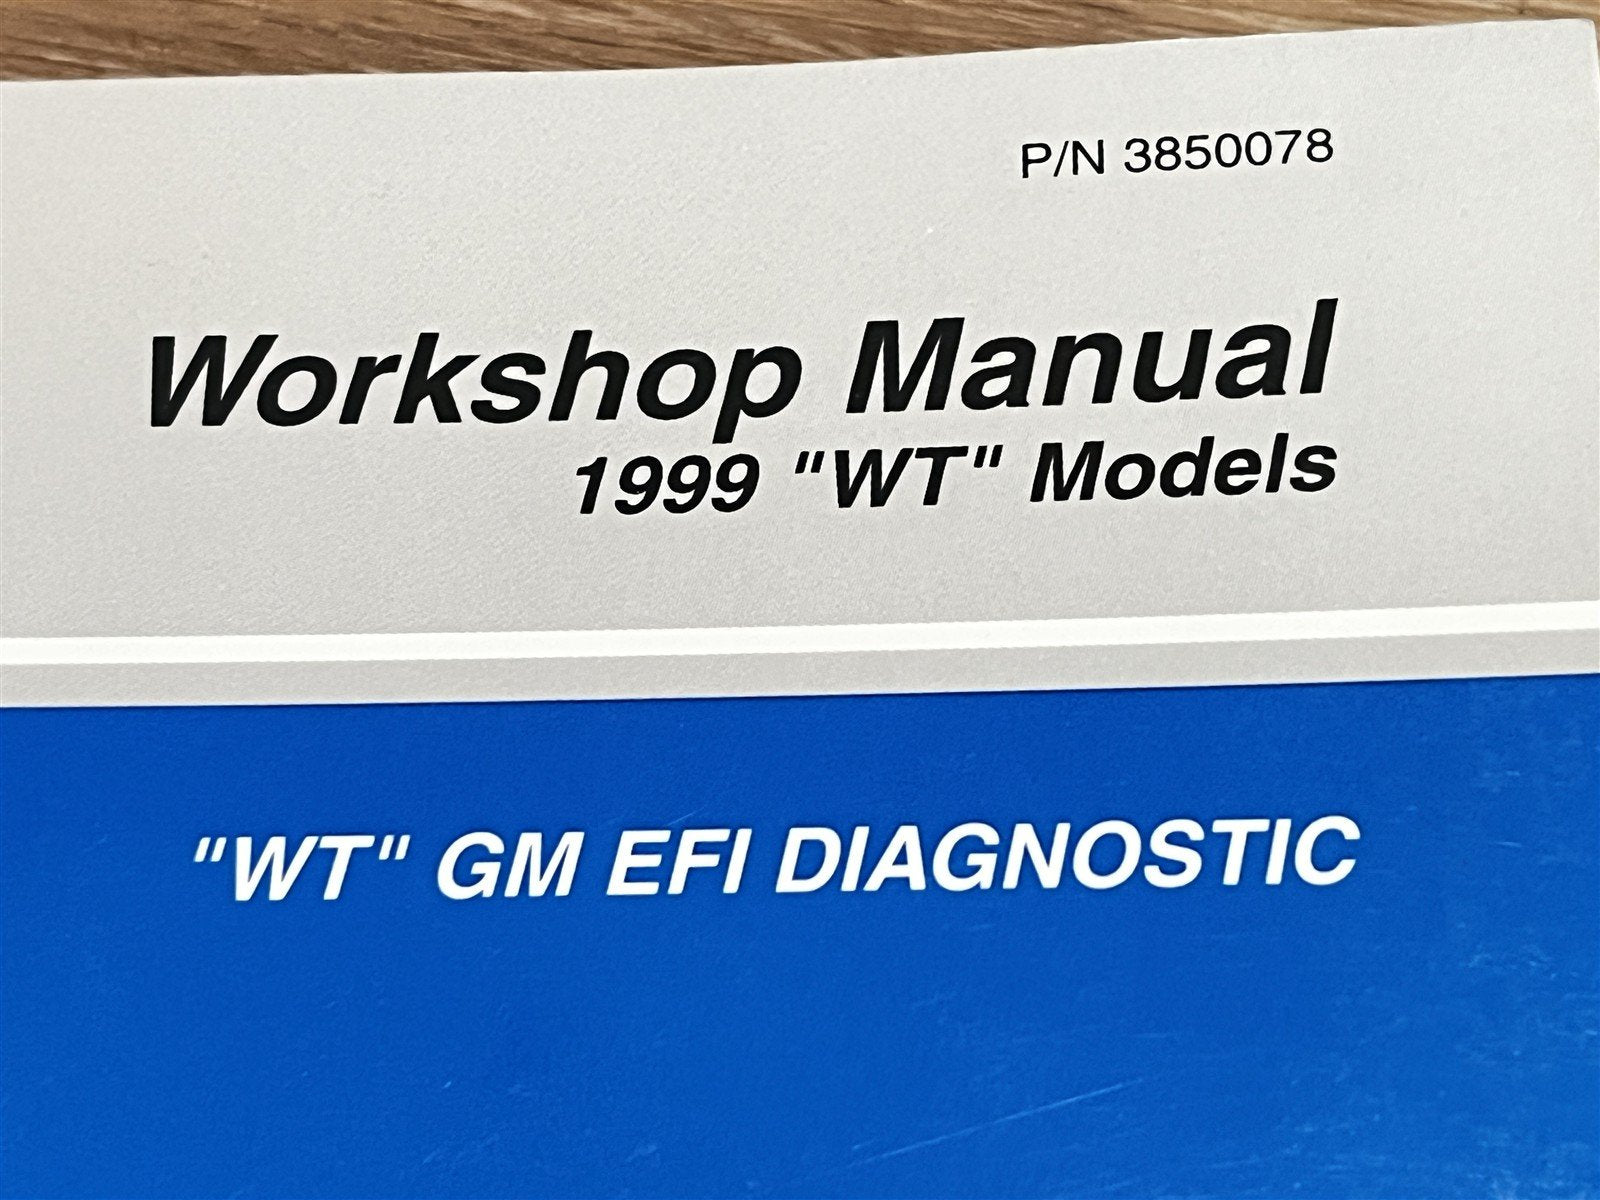 P/N 3850078
Workshop Manual
1999 "WT" Models
"WT" GM EFI DIAGNOSTIC